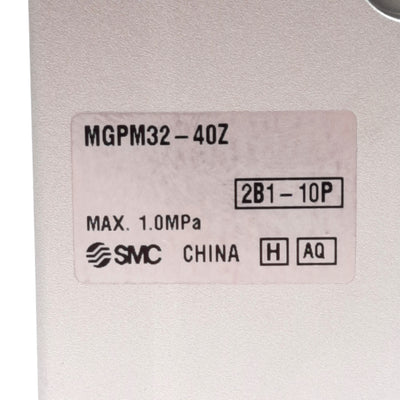 MGPM32-40Z
2B1-10P
MAX. 1.0MPa
SMC CHINA H AQ